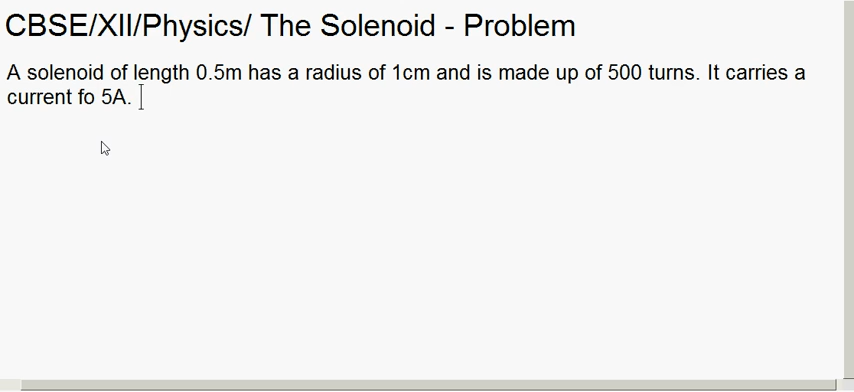 CBSE/XII/Physics/ The Solenoid - Problem
A solenoid of length 0.5m has a radius of 1cm and is made up of 500 turns. It carries a
current fo 5A.